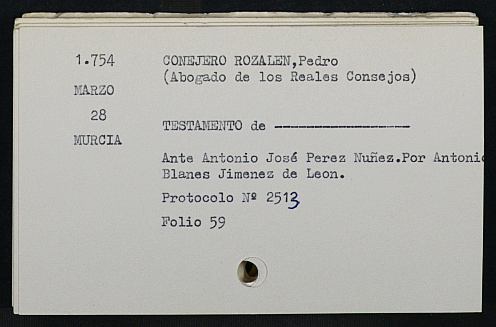 1.754
MARZO
28
MURCIA
CONEJERO ROZALEN,Pedro
(Abogado de los Reales Consejos)
TESTAMENTO de -----------------
Ante Antonio José Perez Nuñez.Por Antonio
Blanes Jimenez de Leon.
Protocolo Nº 2513
Folio 59